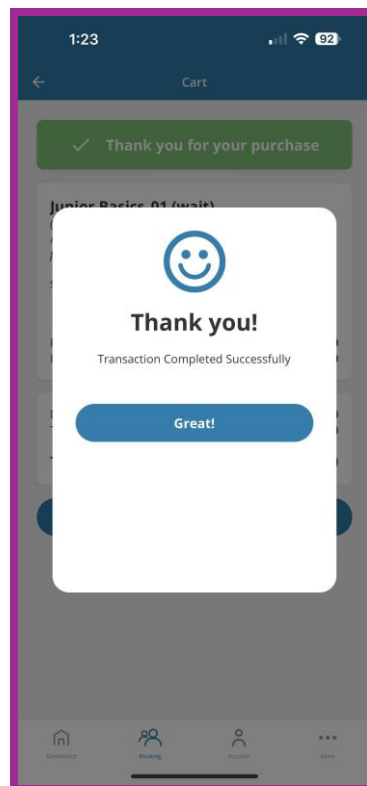 1:23
92
Cart
Thank you for your purchase
Junior Basics 01 (wait)
Thank you!
Transaction Completed Successfully
Great!
Dashboard
Booking
Account
More